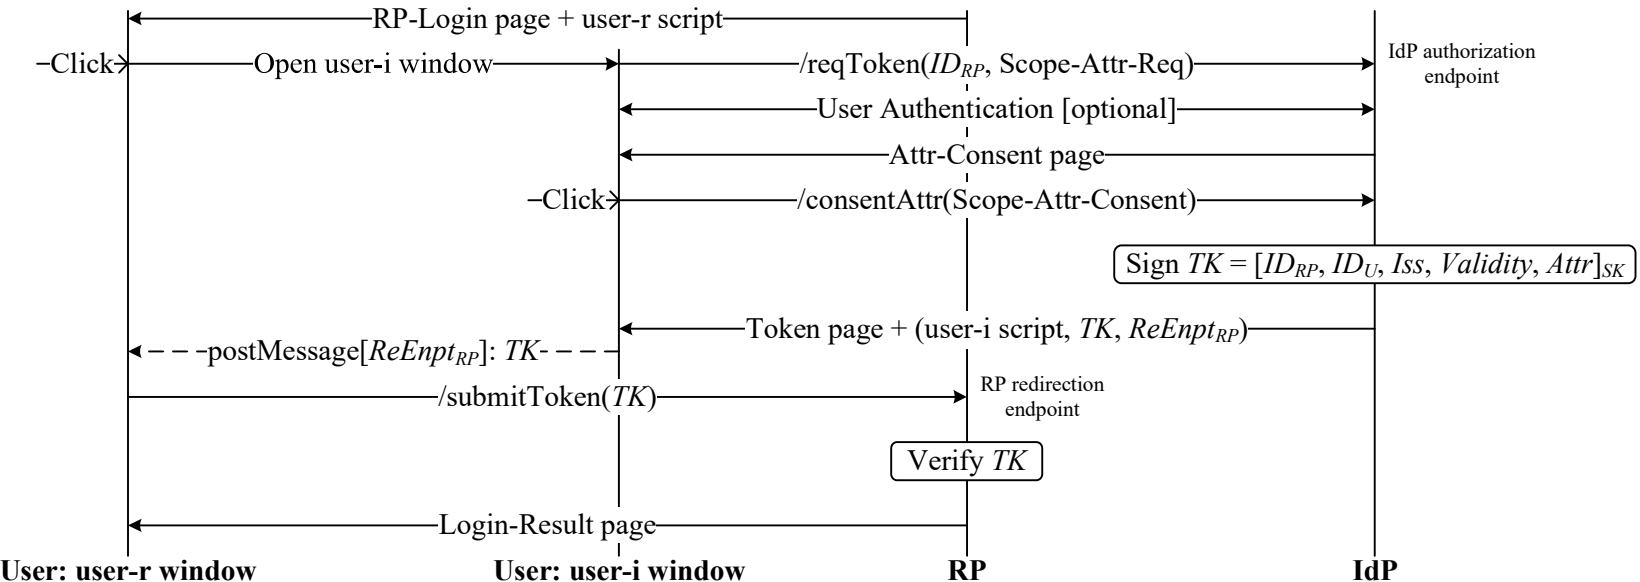 RP-Login page + user-r script
Click
Open user-i window
/reqToken(ID_RP, Scope-Attr-Req)
IdP authorization
endpoint
User Authentication [optional]
Attr-Consent page
Click
/consentAttr(Scope-Attr-Consent)
Sign TK = [ID_RP, ID_U, Iss, Validity, Attr]_SK
Token page + (user-i script, TK, ReEnpt_RP)
postMessage[ReEnpt_RP]: TK
/submitToken(TK)
RP redirection
endpoint
Verify TK
Login-Result page
User: user-r window
User: user-i window
RP
IdP